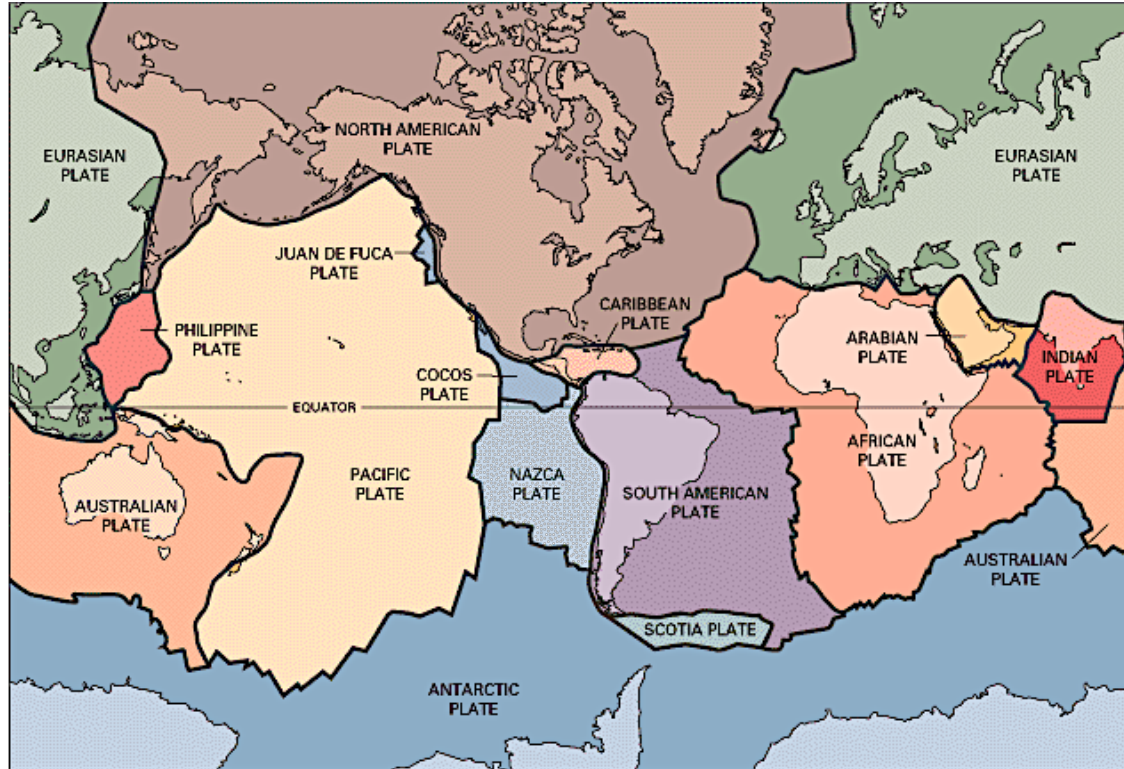 NORTH AMERICAN
PLATE
EURASIAN
PLATE
EURASIAN
PLATE
JUAN DE FUCA
PLATE
CARIBBEAN
PLATE
PHILIPPINE
PLATE
ARABIAN
PLATE
INDIAN
PLATE
COCOS
PLATE
EQUATOR
AFRICAN
PLATE
PACIFIC
PLATE
NAZCA
PLATE
SOUTH AMERICAN
PLATE
AUSTRALIAN
PLATE
AUSTRALIAN
PLATE
SCOTIA PLATE
ANTARCTIC
PLATE